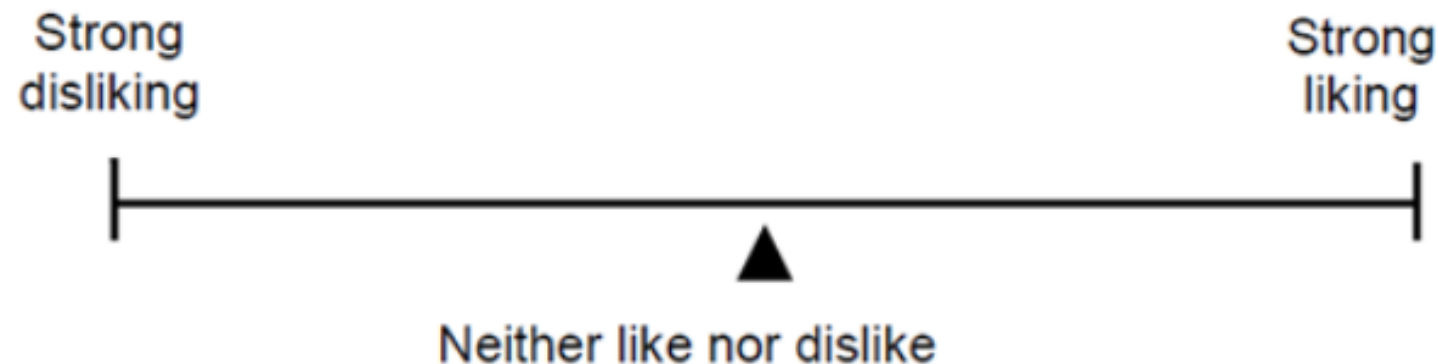 Strong
disliking
Strong
liking
Neither like nor dislike